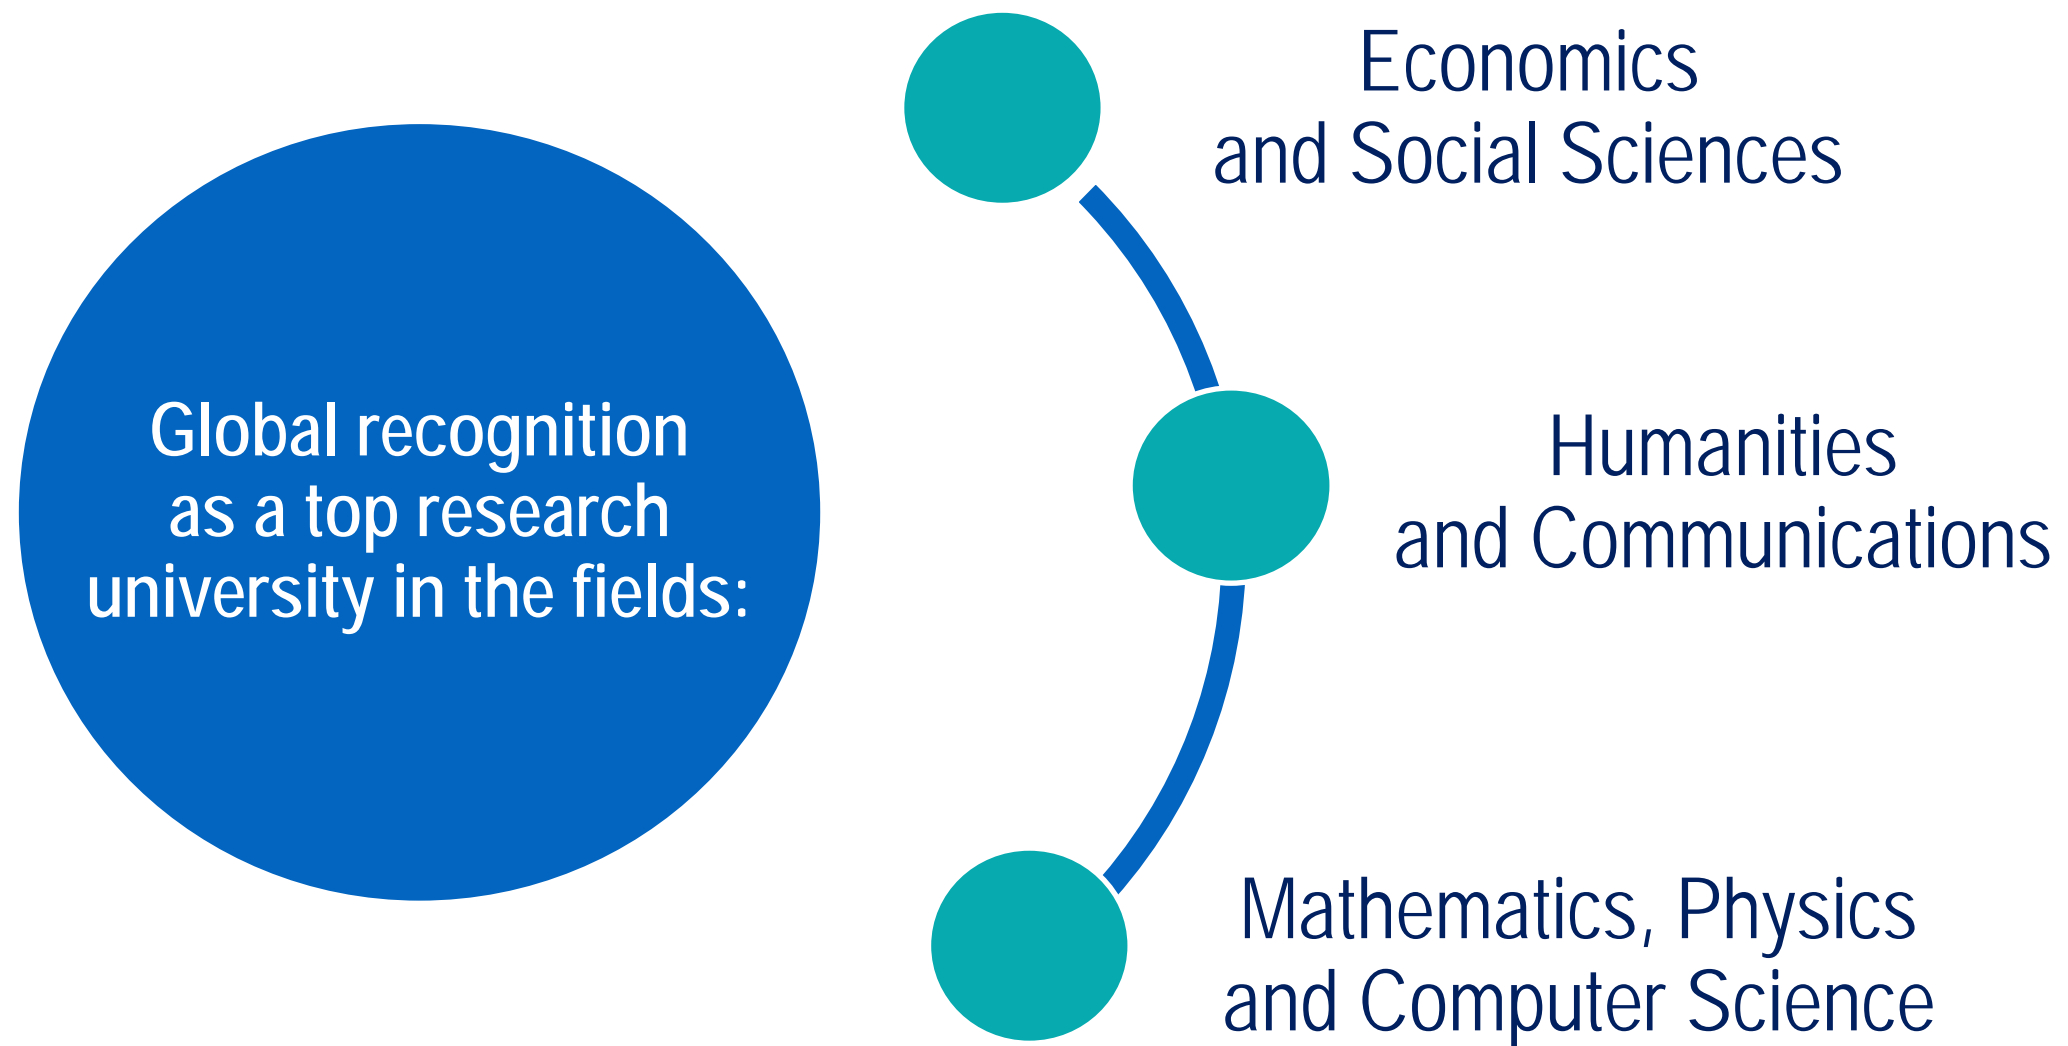 Global recognition
as a top research
university in the fields:
Economics
and Social Sciences
Humanities
and Communications
Mathematics, Physics
and Computer Science